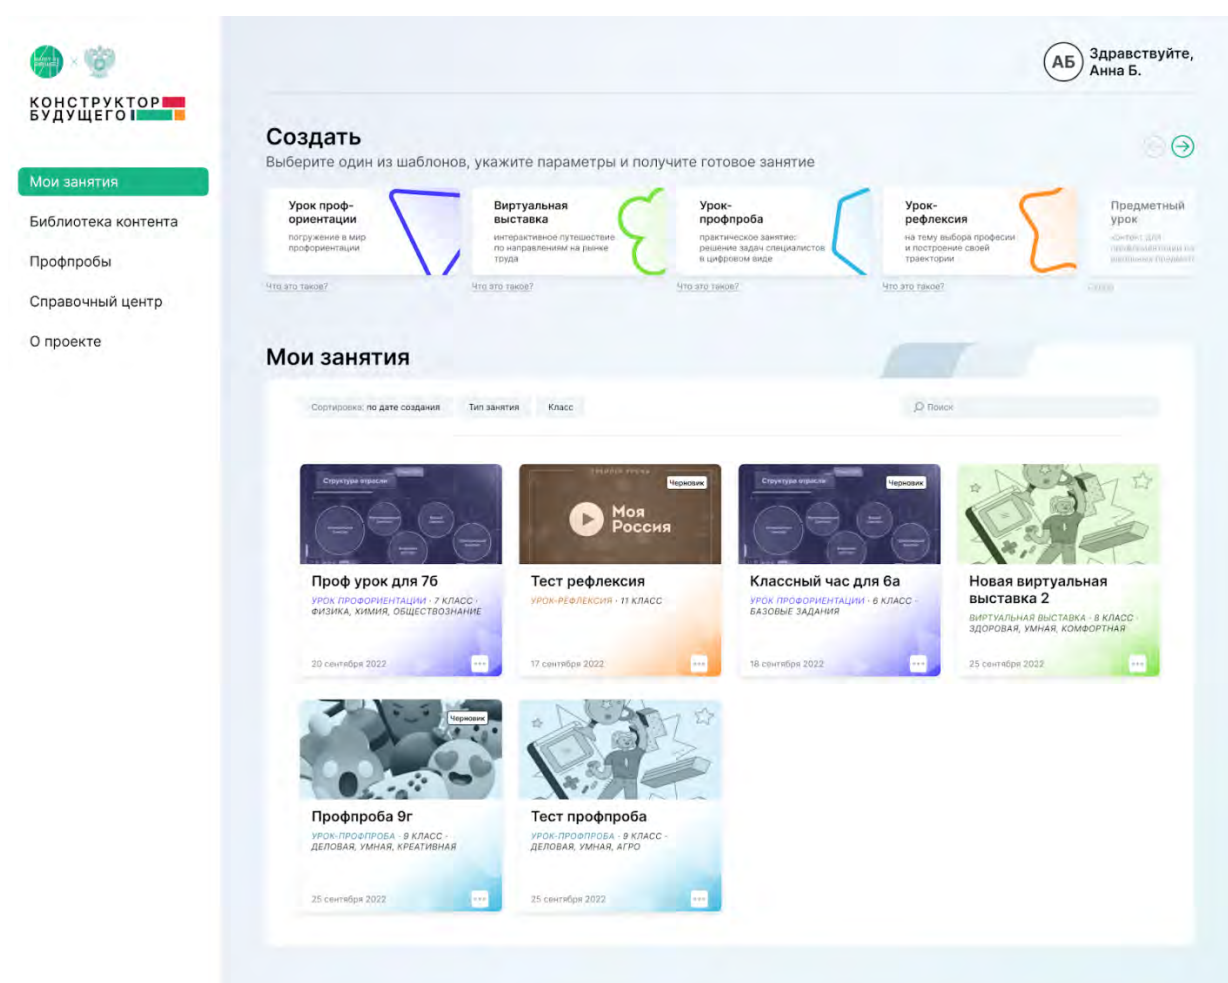 КОНСТРУКТОР
БУДУЩЕГО
Мои занятия
Библиотека контента
Профпробы
Справочный центр
О проекте
АБ
Здравствуйте,
Анна Б.
Создать
Выберите один из шаблонов, укажите параметры и получите готовое занятие
Урок проф-
ориентации
погружение в мир
профориентации
Что это такое?
Виртуальная
выставка
интерактивное путешествие
по направлениям на рынке
труда
Что это такое?
Урок-
профпроба
практическое занятие:
решение задач специалистов
в цифровом виде
Что это такое?
Урок-
рефлексия
на тему выбора професии
и построение своей
траектории
Что это такое?
Предметный
урок
контент для
Мои занятия
Сортировка: по дате создания
Тип занятия
Класс
Поиск
Структура отрасли
Проф урок для 7б
УРОК ПРОФОРИЕНТАЦИИ · 7 КЛАСС ·
ФИЗИКА, ХИМИЯ, ОБЩЕСТВОЗНАНИЕ
20 сентября 2022
Черновик
Моя
Россия
Тест рефлексия
УРОК-РЕФЛЕКСИЯ · 11 КЛАСС
17 сентября 2022
Структура отрасли
Черновик
Классный час для 6а
УРОК ПРОФОРИЕНТАЦИИ · 6 КЛАСС ·
БАЗОВЫЕ ЗАДАНИЯ
16 сентября 2022
Новая виртуальная
выставка 2
ВИРТУАЛЬНАЯ ВЫСТАВКА · 8 КЛАСС ·
ЗДОРОВАЯ, УМНАЯ, КОМФОРТНАЯ
25 сентября 2022
Черновик
Профпроба 9г
УРОК-ПРОФПРОБА · 9 КЛАСС ·
ДЕЛОВАЯ, УМНАЯ, КРЕАТИВНАЯ
25 сентября 2022
Тест профпроба
УРОК-ПРОФПРОБА · 9 КЛАСС ·
ДЕЛОВАЯ, УМНАЯ, АГРО
25 сентября 2022